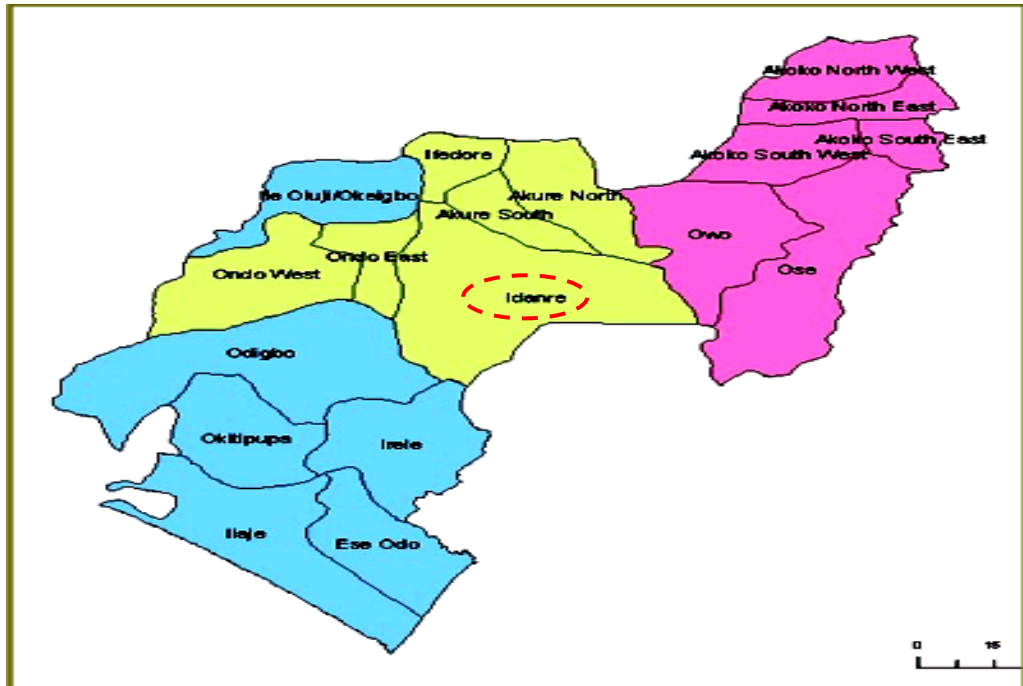 Akoko North West
Akoko North East
Akoko South East
Akoko South West
Ifedore
Ile Oluji/Okeigbo
Akure North
Akure South
Owo
Ondo East
Ondo West
Ose
Idanre
Odigbo
Okitipupa
Irele
Ilaje
Ese Odo
0 15